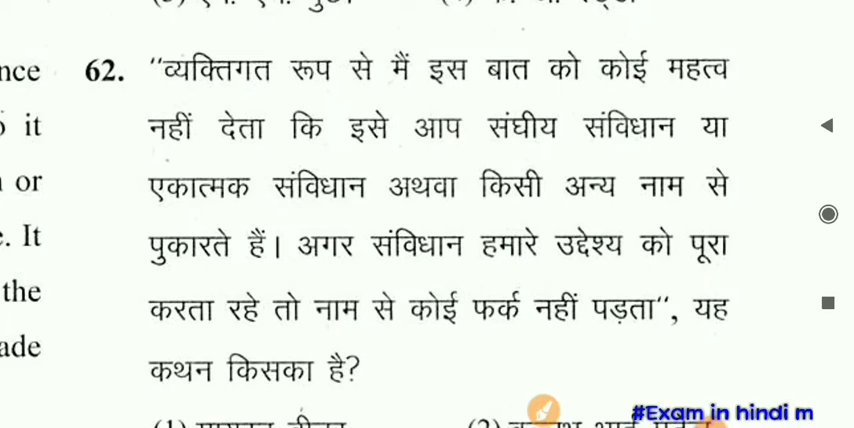 nce
it
or
It
the
ade
62. "व्यक्तिगत रूप से मैं इस बात को कोई महत्व
नहीं देता कि इसे आप संघीय संविधान या
एकात्मक संविधान अथवा किसी अन्य नाम से
पुकारते हैं। अगर संविधान हमारे उद्देश्य को पूरा
करता रहे तो नाम से कोई फर्क नहीं पड़ता", यह
कथन किसका है?
#Exam in hindi m